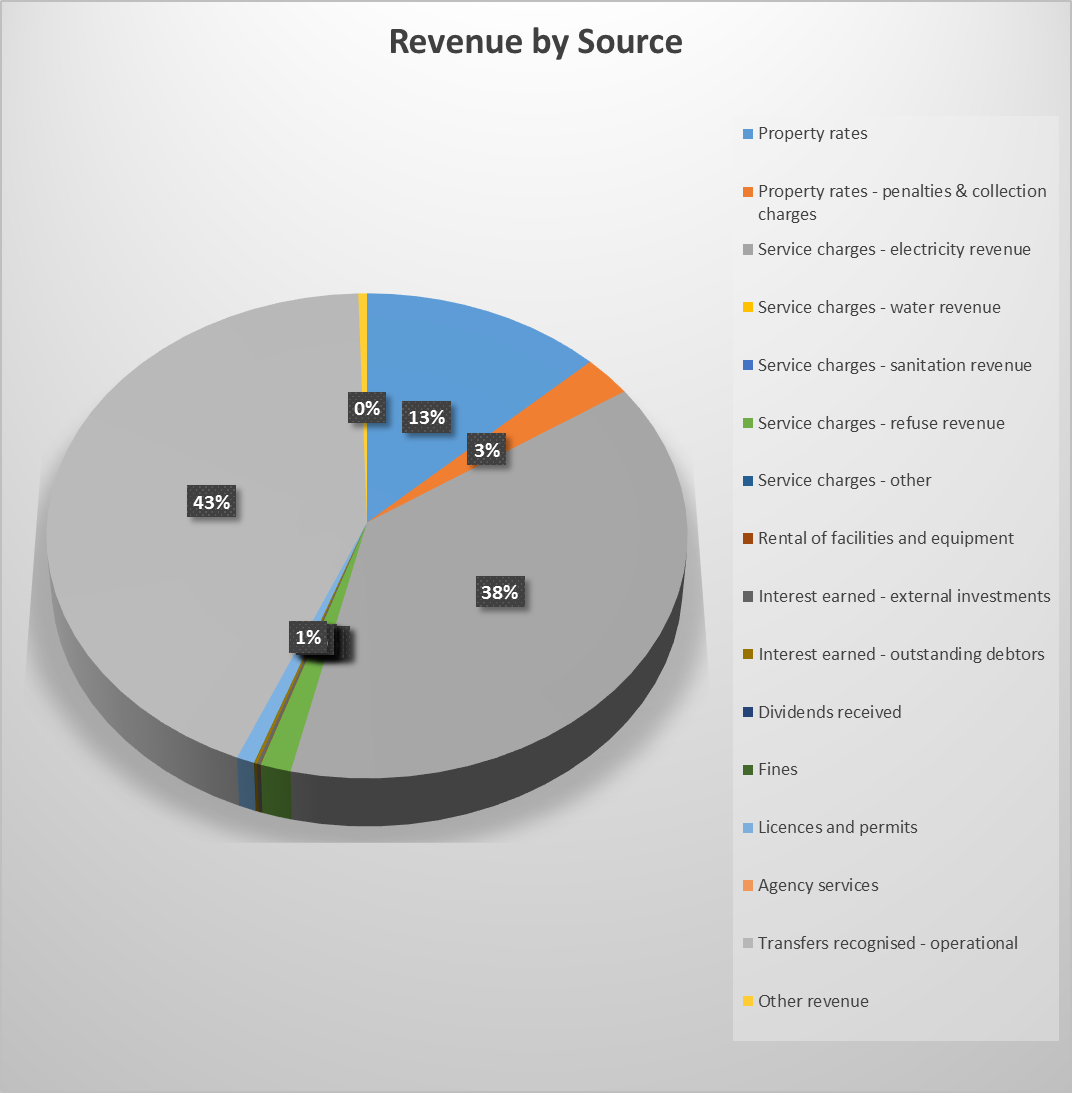 Revenue by Source
Property rates
Property rates - penalties & collection
charges
Service charges - electricity revenue
Service charges - water revenue
Service charges - sanitation revenue
Service charges - refuse revenue
Service charges - other
Rental of facilities and equipment
Interest earned - external investments
Interest earned - outstanding debtors
Dividends received
Fines
Licences and permits
Agency services
Transfers recognised - operational
Other revenue
0%
13%
3%
43%
38%
1%